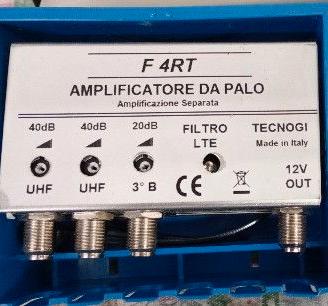 F 4RT
AMPLIFICATORE DA PALO
Amplificazione Separata
40dB 40dB 20dB FILTRO LTE TECNOGI
Made in Italy
UHF UHF 3° B CE 12V OUT